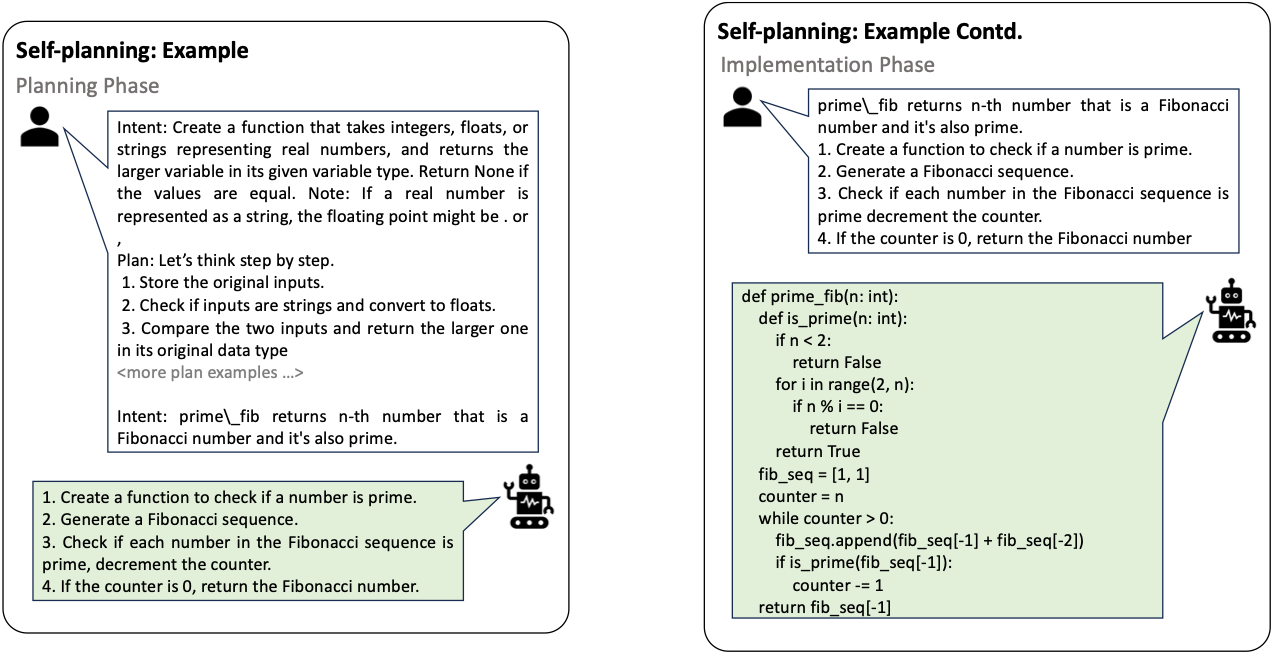 Self-planning: Example
Planning Phase
Intent: Create a function that takes integers, floats, or
strings representing real numbers, and returns the
larger variable in its given variable type. Return None if
the values are equal. Note: If a real number is
represented as a string, the floating point might be . or
,
Plan: Let’s think step by step.
1. Store the original inputs.
2. Check if inputs are strings and convert to floats.
3. Compare the two inputs and return the larger one
in its original data type
<more plan examples ...>
Intent: prime\_fib returns n-th number that is a
Fibonacci number and it's also prime.
1. Create a function to check if a number is prime.
2. Generate a Fibonacci sequence.
3. Check if each number in the Fibonacci sequence is
prime, decrement the counter.
4. If the counter is 0, return the Fibonacci number.
Self-planning: Example Contd.
Implementation Phase
prime\_fib returns n-th number that is a Fibonacci
number and it's also prime.
1. Create a function to check if a number is prime.
2. Generate a Fibonacci sequence.
3. Check if each number in the Fibonacci sequence is
prime decrement the counter.
4. If the counter is 0, return the Fibonacci number
def prime_fib(n: int):
def is_prime(n: int):
if n < 2:
return False
for i in range(2, n):
if n % i == 0:
return False
return True
fib_seq = [1, 1]
counter = n
while counter > 0:
fib_seq.append(fib_seq[-1] + fib_seq[-2])
if is_prime(fib_seq[-1]):
counter -= 1
return fib_seq[-1]